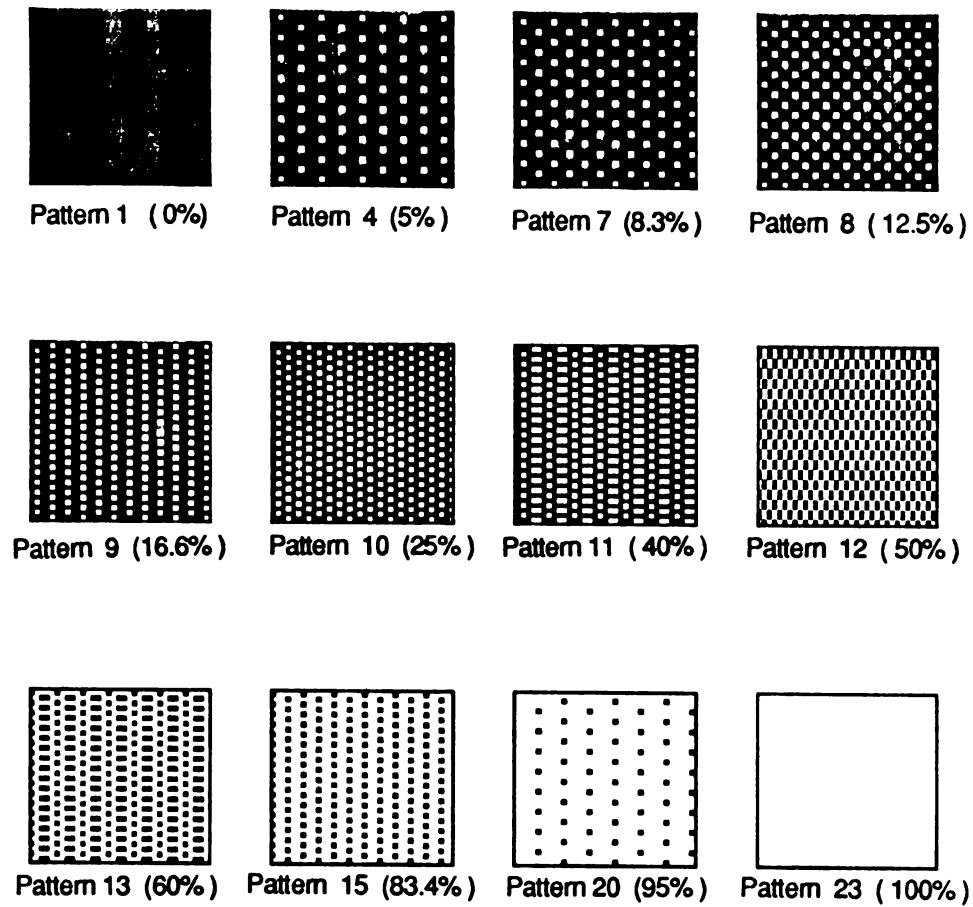 Pattern 1 ( 0%)
Pattern 4 (5%)
Pattern 7 (8.3%)
Pattern 8 ( 12.5%)
Pattern 9 (16.6%)
Pattern 10 (25%)
Pattern 11 ( 40%)
Pattern 12 ( 50%)
Pattern 13 (60%)
Pattern 15 (83.4%)
Pattern 20 (95%)
Pattern 23 ( 100%)